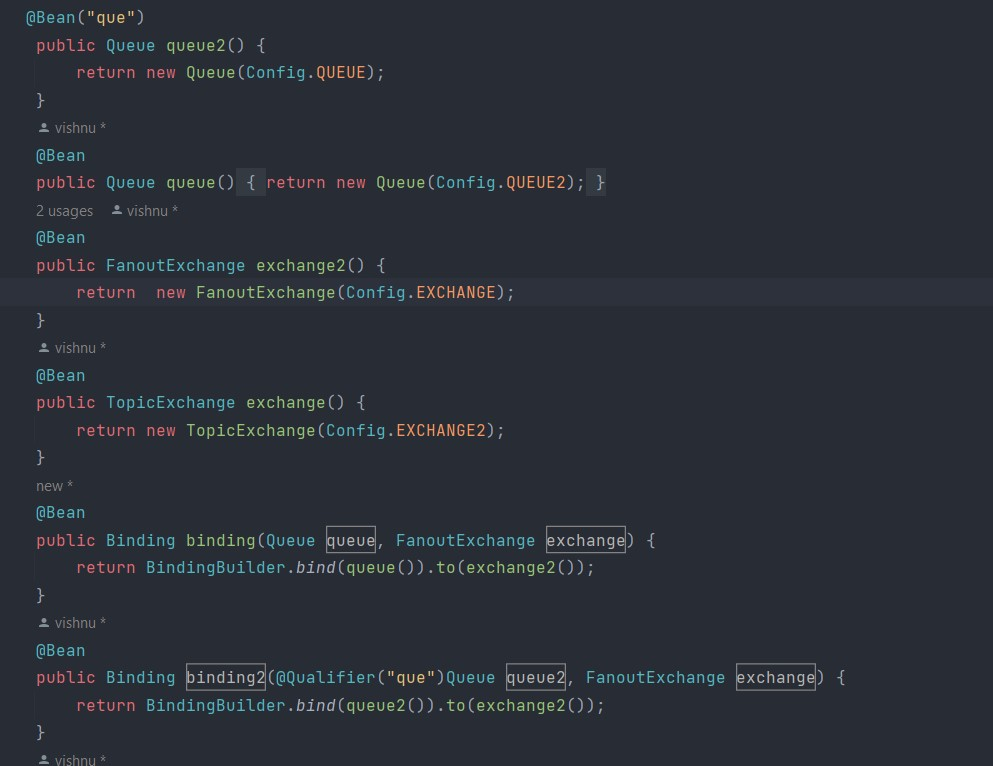 @Bean("que")
public Queue queue2() {
return new Queue(Config.QUEUE);
}
vishnu *
@Bean
public Queue queue() { return new Queue(Config.QUEUE2); }
2 usages vishnu *
@Bean
public FanoutExchange exchange2() {
return  new FanoutExchange(Config.EXCHANGE);
}
vishnu *
@Bean
public TopicExchange exchange() {
return new TopicExchange(Config.EXCHANGE2);
}
new *
@Bean
public Binding binding(Queue queue, FanoutExchange exchange) {
return BindingBuilder.bind(queue()).to(exchange2());
}
vishnu *
@Bean
public Binding binding2(@Qualifier("que")Queue queue2, FanoutExchange exchange) {
return BindingBuilder.bind(queue2()).to(exchange2());
}
vishnu *